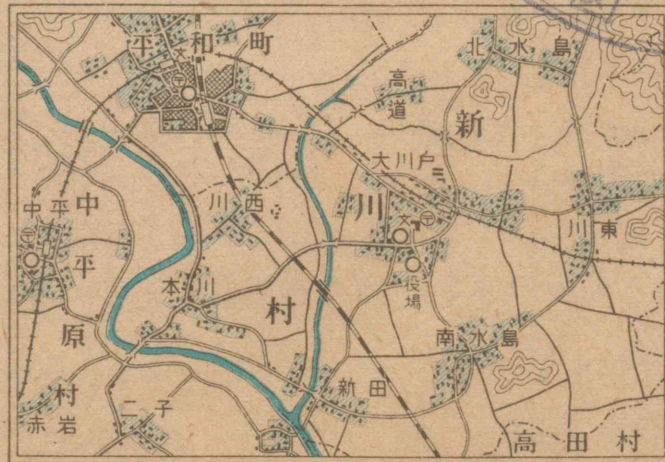 平和町
北水島
高道
新川村
大川戸
川西
川東
文
役場
中平
中平原村
本川
南水島
新田
二子
赤岩
高田村